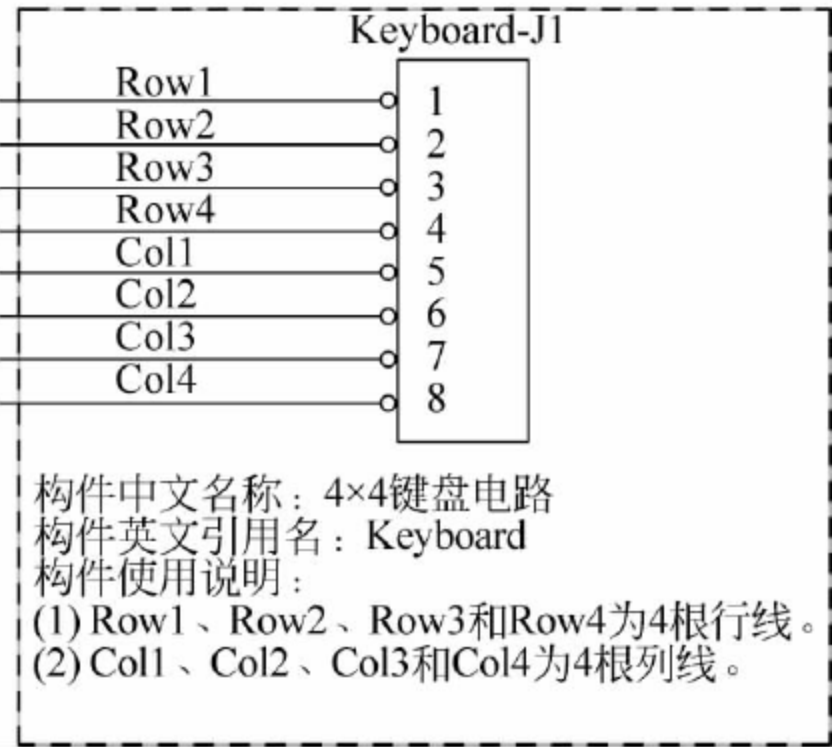 Keyboard-J1
Row1
1
Row2
2
Row3
3
Row4
4
Col1
5
Col2
6
Col3
7
Col4
8
构件中文名称：4×4键盘电路
构件英文引用名：Keyboard
构件使用说明：
(1) Row1、Row2、Row3和Row4为4根行线。
(2) Col1、Col2、Col3和Col4为4根列线。